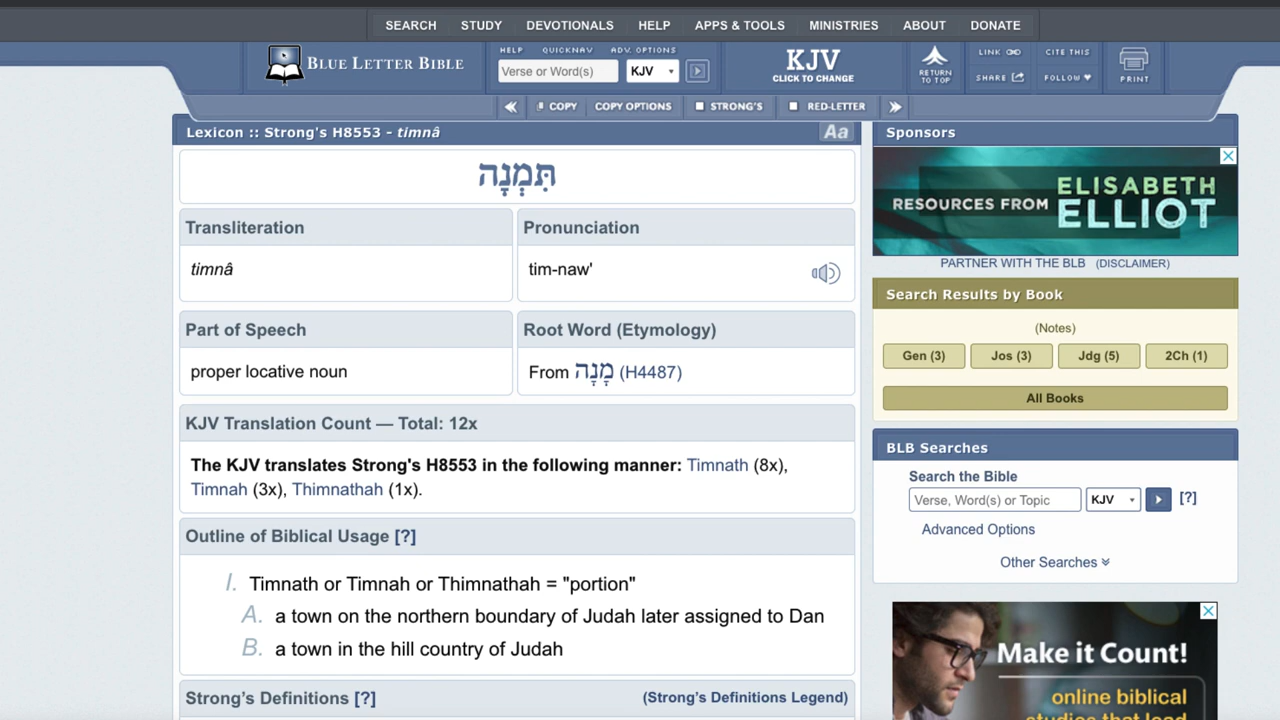 SEARCH STUDY DEVOTIONALS HELP APPS & TOOLS MINISTRIES ABOUT DONATE
BLUE LETTER BIBLE
HELP QUICKNAV ADV. OPTIONS
Verse or Word(s) KJV
KJV
CLICK TO CHANGE
RETURN
TO TOP
LINK CITE THIS
SHARE FOLLOW
PRINT
COPY COPY OPTIONS STRONG'S RED-LETTER
Lexicon :: Strong's H8553 - timnâ Aa
תִּמְנָה
Transliteration
timnâ
Pronunciation
tim-naw'
Part of Speech
proper locative noun
Root Word (Etymology)
From מָנָה (H4487)
KJV Translation Count — Total: 12x
The KJV translates Strong's H8553 in the following manner: Timnath (8x),
Timnah (3x), Thimnathah (1x).
Outline of Biblical Usage [?]
I. Timnath or Timnah or Thimnathah = "portion"
A. a town on the northern boundary of Judah later assigned to Dan
B. a town in the hill country of Judah
Strong's Definitions [?] (Strong's Definitions Legend)
Sponsors
RESOURCES FROM ELISABETH
ELLIOT
PARTNER WITH THE BLB (DISCLAIMER)
Search Results by Book
(Notes)
Gen (3) Jos (3) Jdg (5) 2Ch (1)
All Books
BLB Searches
Search the Bible
Verse, Word(s) or Topic KJV [?]
Advanced Options
Other Searches
Make it Count!
online biblical
studies that lead